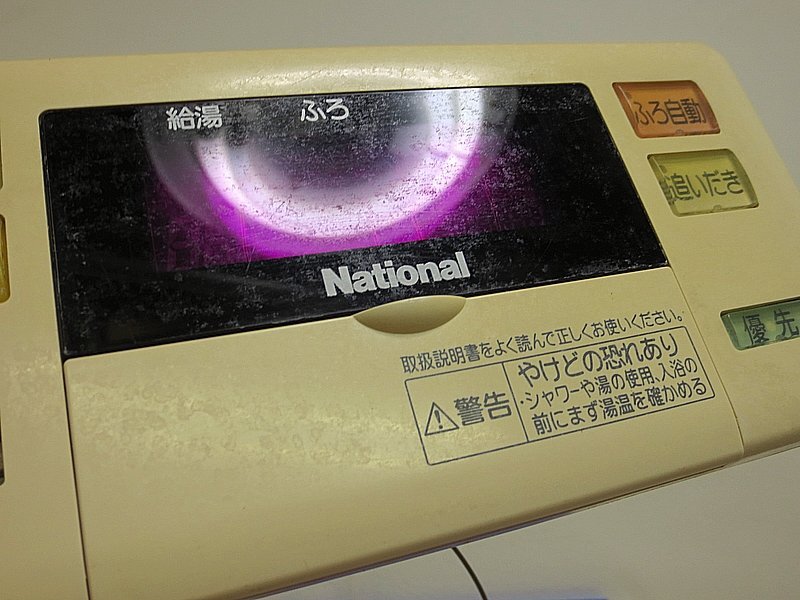 給湯 ふろ
National
ふろ自動
追いだき
優先
取扱説明書をよく読んで正しくお使いください。
警告
やけどの恐れあり
・シャワーや湯の使用、入浴の
前にまず湯温を確かめる